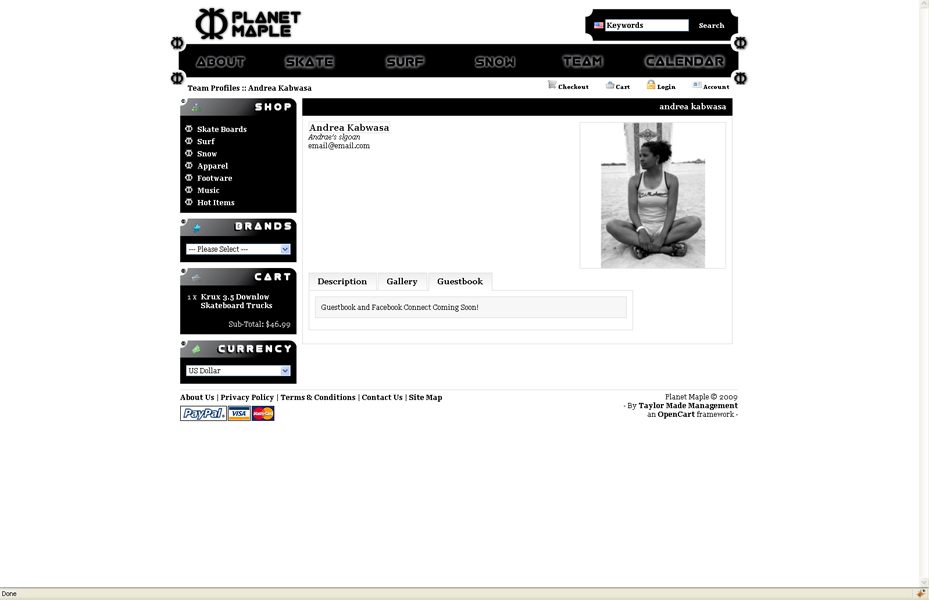 PLANET
MAPLE
Keywords
Search
ABOUT SKATE SURF SNOW TEAM CALENDAR
Team Profiles :: Andrea Kabwasa
Checkout Cart Login Account
SHOP
Skate Boards
Surf
Snow
Apparel
Footware
Music
Hot Items
BRANDS
--- Please Select ---
CART
1 X Krux 3.5 Downlow
Skateboard Trucks
Sub-Total: $46.99
CURRENCY
US Dollar
andrea kabwasa
Andrea Kabwasa
Andrae's slgoan
email@email.com
Description Gallery Guestbook
Guestbook and Facebook Connect Coming Soon!
About Us | Privacy Policy | Terms & Conditions | Contact Us | Site Map
PayPal VISA MasterCard
Planet Maple © 2009
- By Taylor Made Management
an OpenCart framework -
Done